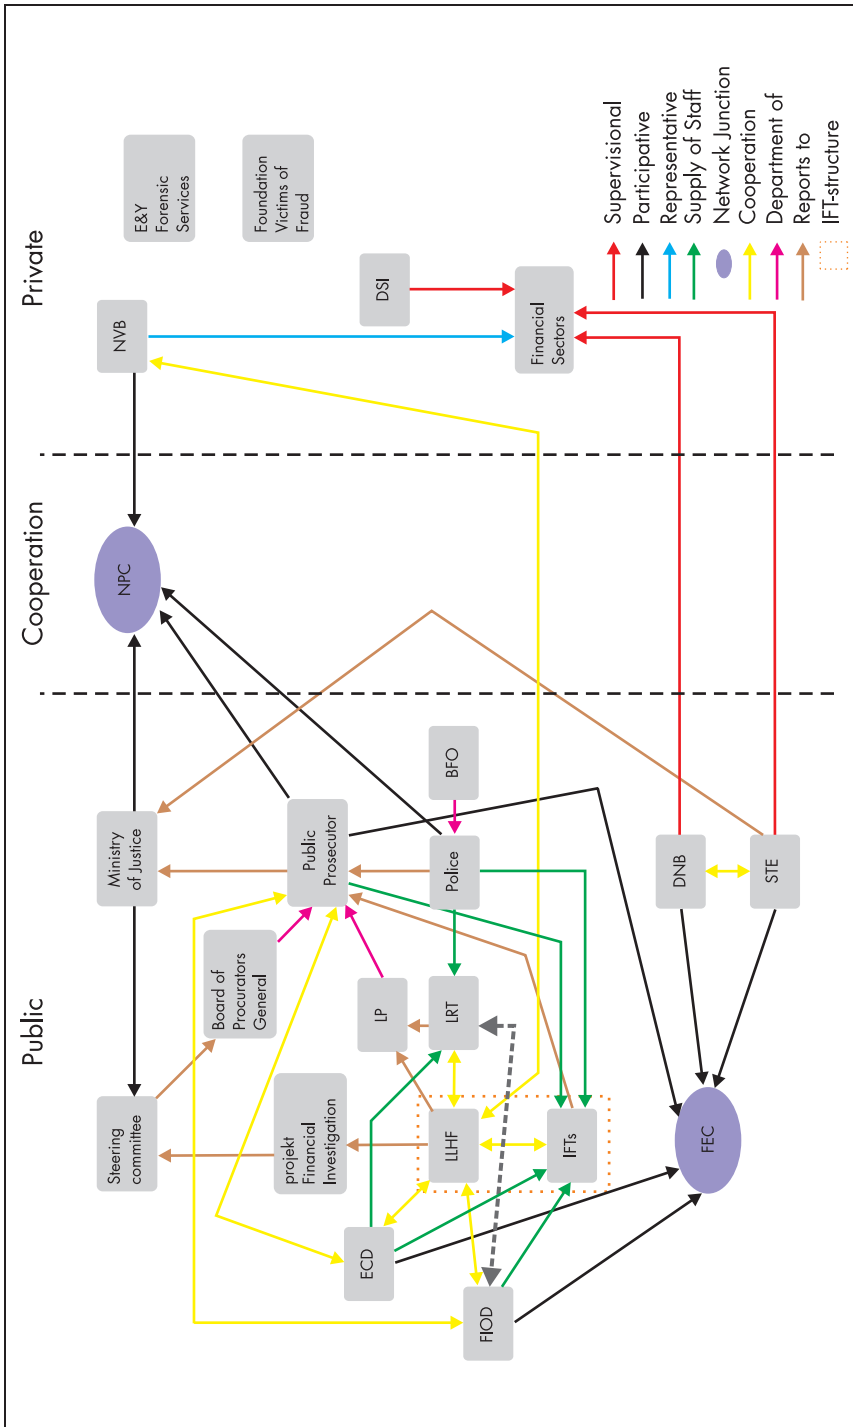 Public
Cooperation
Private
Steering
committee
Ministry
of Justice
NPC
NVB
E&Y
Forensic
Services
Board of
Procurators
General
Foundation
Victims of
Fraud
projekt
Financial
Investigation
Public
Prosecutor
ECD
LP
DSI
LLHF
LRT
Police
BFO
FIOD
IFTs
Financial
Sectors
FEC
DNB
STE
Supervisional
Participative
Representative
Supply of Staff
Network Junction
Cooperation
Department of
Reports to
IFT-structure